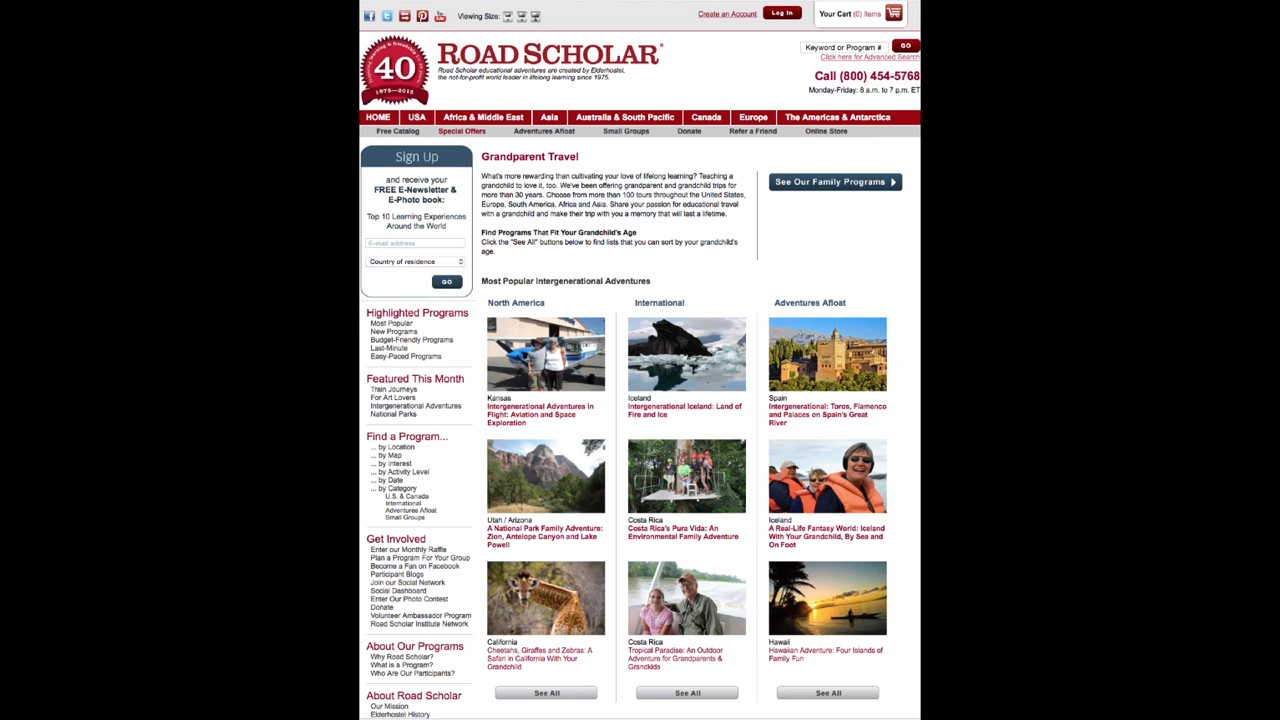 Viewing Size:
Create an Account
Log In
Your Cart (0) Items
40
1975—2015
ROAD SCHOLAR®
Road Scholar educational adventures are created by Elderhostel,
the not-for-profit world leader in lifelong learning since 1975.
Keyword or Program #
GO
Click here for Advanced Search
Call (800) 454-5768
Monday-Friday: 8 a.m. to 7 p.m. ET
HOME USA Africa & Middle East Asia Australia & South Pacific Canada Europe The Americas & Antarctica
Free Catalog Special Offers Adventures Afloat Small Groups Donate Refer a Friend Online Store
Sign Up
and receive your
FREE E-Newsletter &
E-Photo book:
Top 10 Learning Experiences
Around the World
E-mail address
Country of residence
GO
Highlighted Programs
Most Popular
New Programs
Budget-Friendly Programs
Last-Minute
Easy-Paced Programs
Featured This Month
Train Journeys
For Art Lovers
Intergenerational Adventures
National Parks
Find a Program...
... by Location
... by Map
... by Interest
... by Activity Level
... by Date
... by Category
U.S. & Canada
International
Adventures Afloat
Small Groups
Get Involved
Enter our Monthly Raffle
Plan a Program For Your Group
Become a Fan on Facebook
Participant Blogs
Join our Social Network
Social Dashboard
Enter Our Photo Contest
Donate
Volunteer Ambassador Program
Road Scholar Institute Network
About Our Programs
Why Road Scholar?
What is a Program?
Who Are Our Participants?
About Road Scholar
Our Mission
Elderhostel History
Grandparent Travel
What's more rewarding than cultivating your love of lifelong learning? Teaching a
grandchild to love it, too. We've been offering grandparent and grandchild trips for
more than 30 years. Choose from more than 100 tours throughout the United States,
Europe, South America, Africa and Asia. Share your passion for educational travel
with a grandchild and make their trip with you a memory that will last a lifetime.
Find Programs That Fit Your Grandchild's Age
Click the "See All" buttons below to find lists that you can sort by your grandchild's
age.
See Our Family Programs
Most Popular Intergenerational Adventures
North America
Kansas
Intergenerational Adventures in
Flight: Aviation and Space
Exploration
Utah / Arizona
A National Park Family Adventure:
Zion, Antelope Canyon and Lake
Powell
California
Cheetahs, Giraffes and Zebras: A
Safari in California With Your
Grandchild
See All
International
Iceland
Intergenerational Iceland: Land of
Fire and Ice
Costa Rica
Costa Rica's Pura Vida: An
Environmental Family Adventure
Costa Rica
Tropical Paradise: An Outdoor
Adventure for Grandparents &
Grandkids
See All
Adventures Afloat
Spain
Intergenerational: Toros, Flamenco
and Palaces on Spain's Great
River
Iceland
A Real-Life Fantasy World: Iceland
With Your Grandchild, By Sea and
On Foot
Hawaii
Hawaiian Adventure: Four Islands of
Family Fun
See All